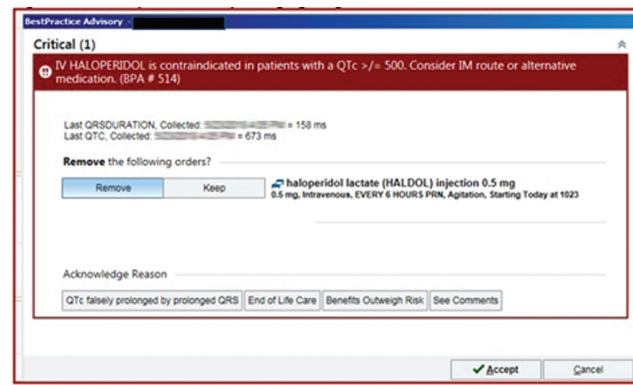 BestPractice Advisory -
Critical (1)
IV HALOPERIDOL is contraindicated in patients with a QTc >/= 500. Consider IM route or alternative
medication. (BPA # 514)
Last QRSDURATION, Collected: = 158 ms
Last QTC, Collected: = 673 ms
Remove the following orders?
Remove Keep haloperidol lactate (HALDOL) injection 0.5 mg
0.5 mg, Intravenous, EVERY 6 HOURS PRN, Agitation, Starting Today at 1023
Acknowledge Reason
QTc falsely prolonged by prolonged QRS End of Life Care Benefits Outweigh Risk See Comments
Accept Cancel